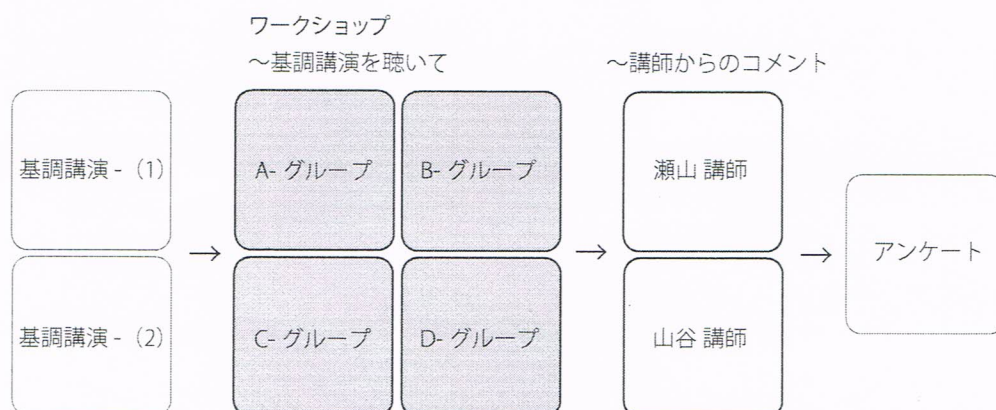 ワークショップ
～基調講演を聴いて
～講師からのコメント
基調講演 -（1）
A- グループ
B- グループ
瀬山 講師
→
→
→
アンケート
基調講演 -（2）
C- グループ
D- グループ
山谷 講師